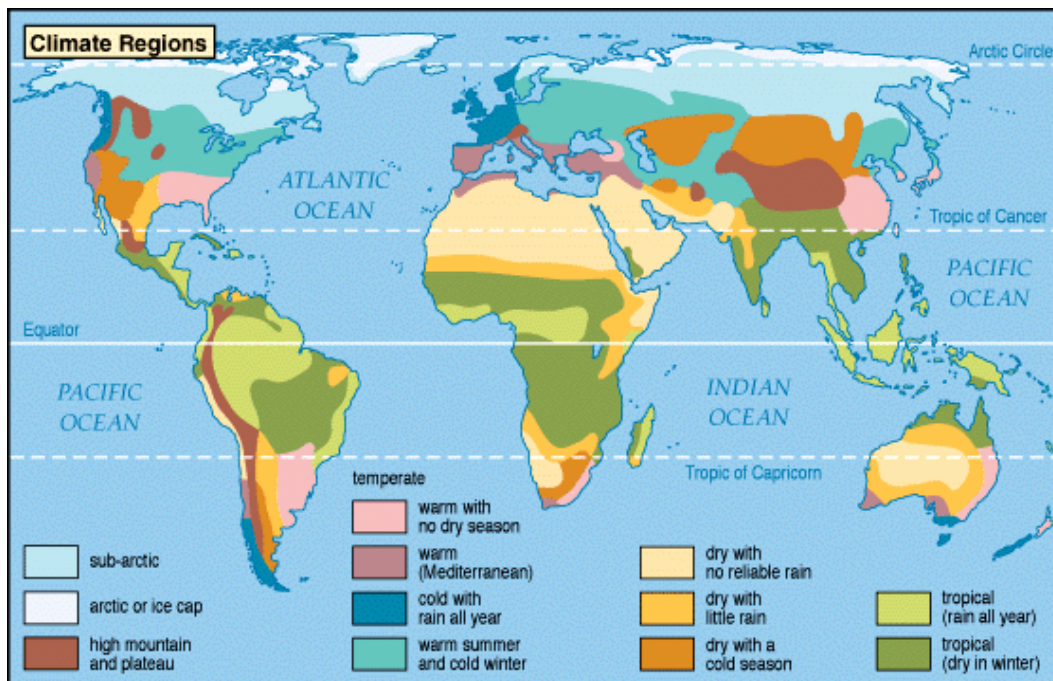 Climate Regions
Arctic Circle
ATLANTIC
OCEAN
Tropic of Cancer
PACIFIC
OCEAN
Equator
PACIFIC
OCEAN
INDIAN
OCEAN
Tropic of Capricorn
temperate
warm with
no dry season
sub-arctic
warm
(Mediterranean)
dry with
no reliable rain
arctic or ice cap
cold with
rain all year
dry with
little rain
tropical
(rain all year)
high mountain
and plateau
warm summer
and cold winter
dry with a
cold season
tropical
(dry in winter)